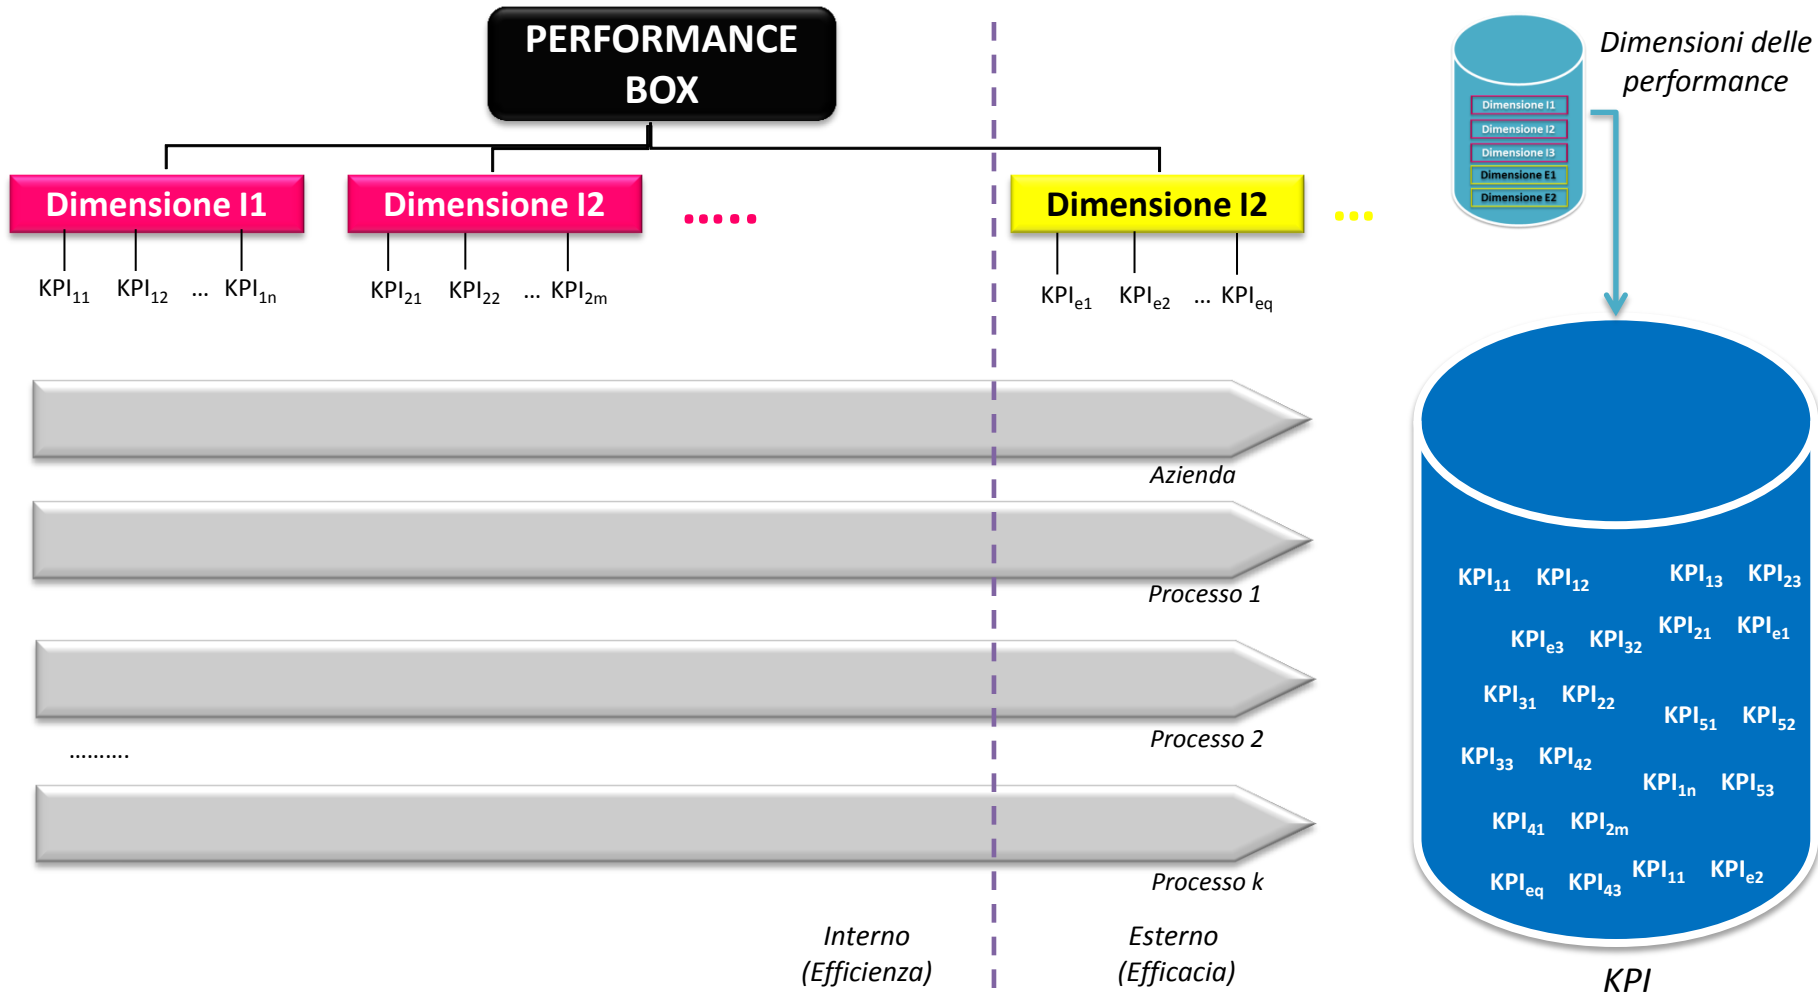 PERFORMANCE
BOX
Dimensioni delle
performance
Dimensione I1
Dimensione I2
Dimensione I3
Dimensione E1
Dimensione E2
Dimensione I1
Dimensione I2
.....
Dimensione I2
...
KPI11 KPI12 ... KPI1n
KPI21 KPI22 ... KPI2m
KPIe1 KPIe2 ... KPIeq
Azienda
Processo 1
Processo 2
..........
Processo k
Interno
(Efficienza)
Esterno
(Efficacia)
KPI11 KPI12 KPI13 KPI23
KPIe3 KPI32 KPI21 KPIe1
KPI31 KPI22 KPI51 KPI52
KPI33 KPI42 KPI1n KPI53
KPI41 KPI2m
KPIeq KPI43 KPI11 KPIe2
KPI